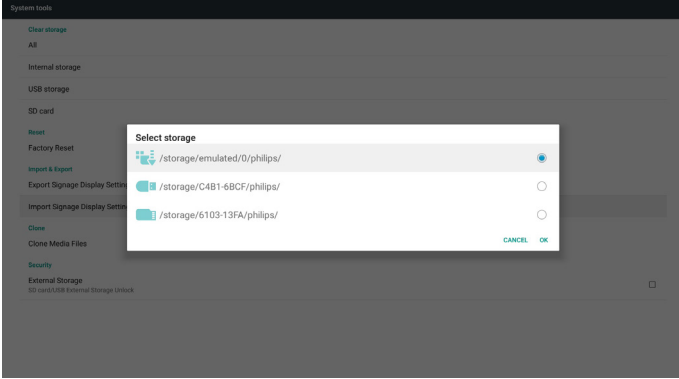 System tools
Clear storage
All
Internal storage
USB storage
SD card
Reset
Factory Reset
Import & Export
Export Signage Display Settin
Import Signage Display Settin
Clone
Clone Media Files
Security
External Storage
SD card/USB External Storage Unlock
Select storage
/storage/emulated/0/philips/
/storage/C4B1-6BCF/philips/
/storage/6103-13FA/philips/
CANCEL OK